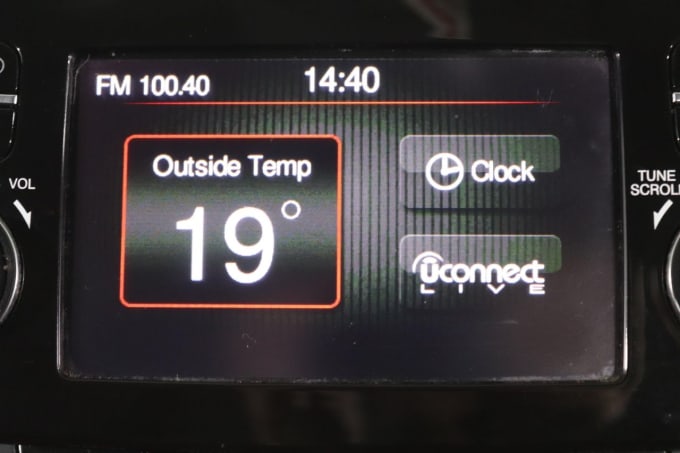 FM 100.40
14:40
Outside Temp
19°
Clock
uconnect
LIVE
VOL
TUNE
SCROLL